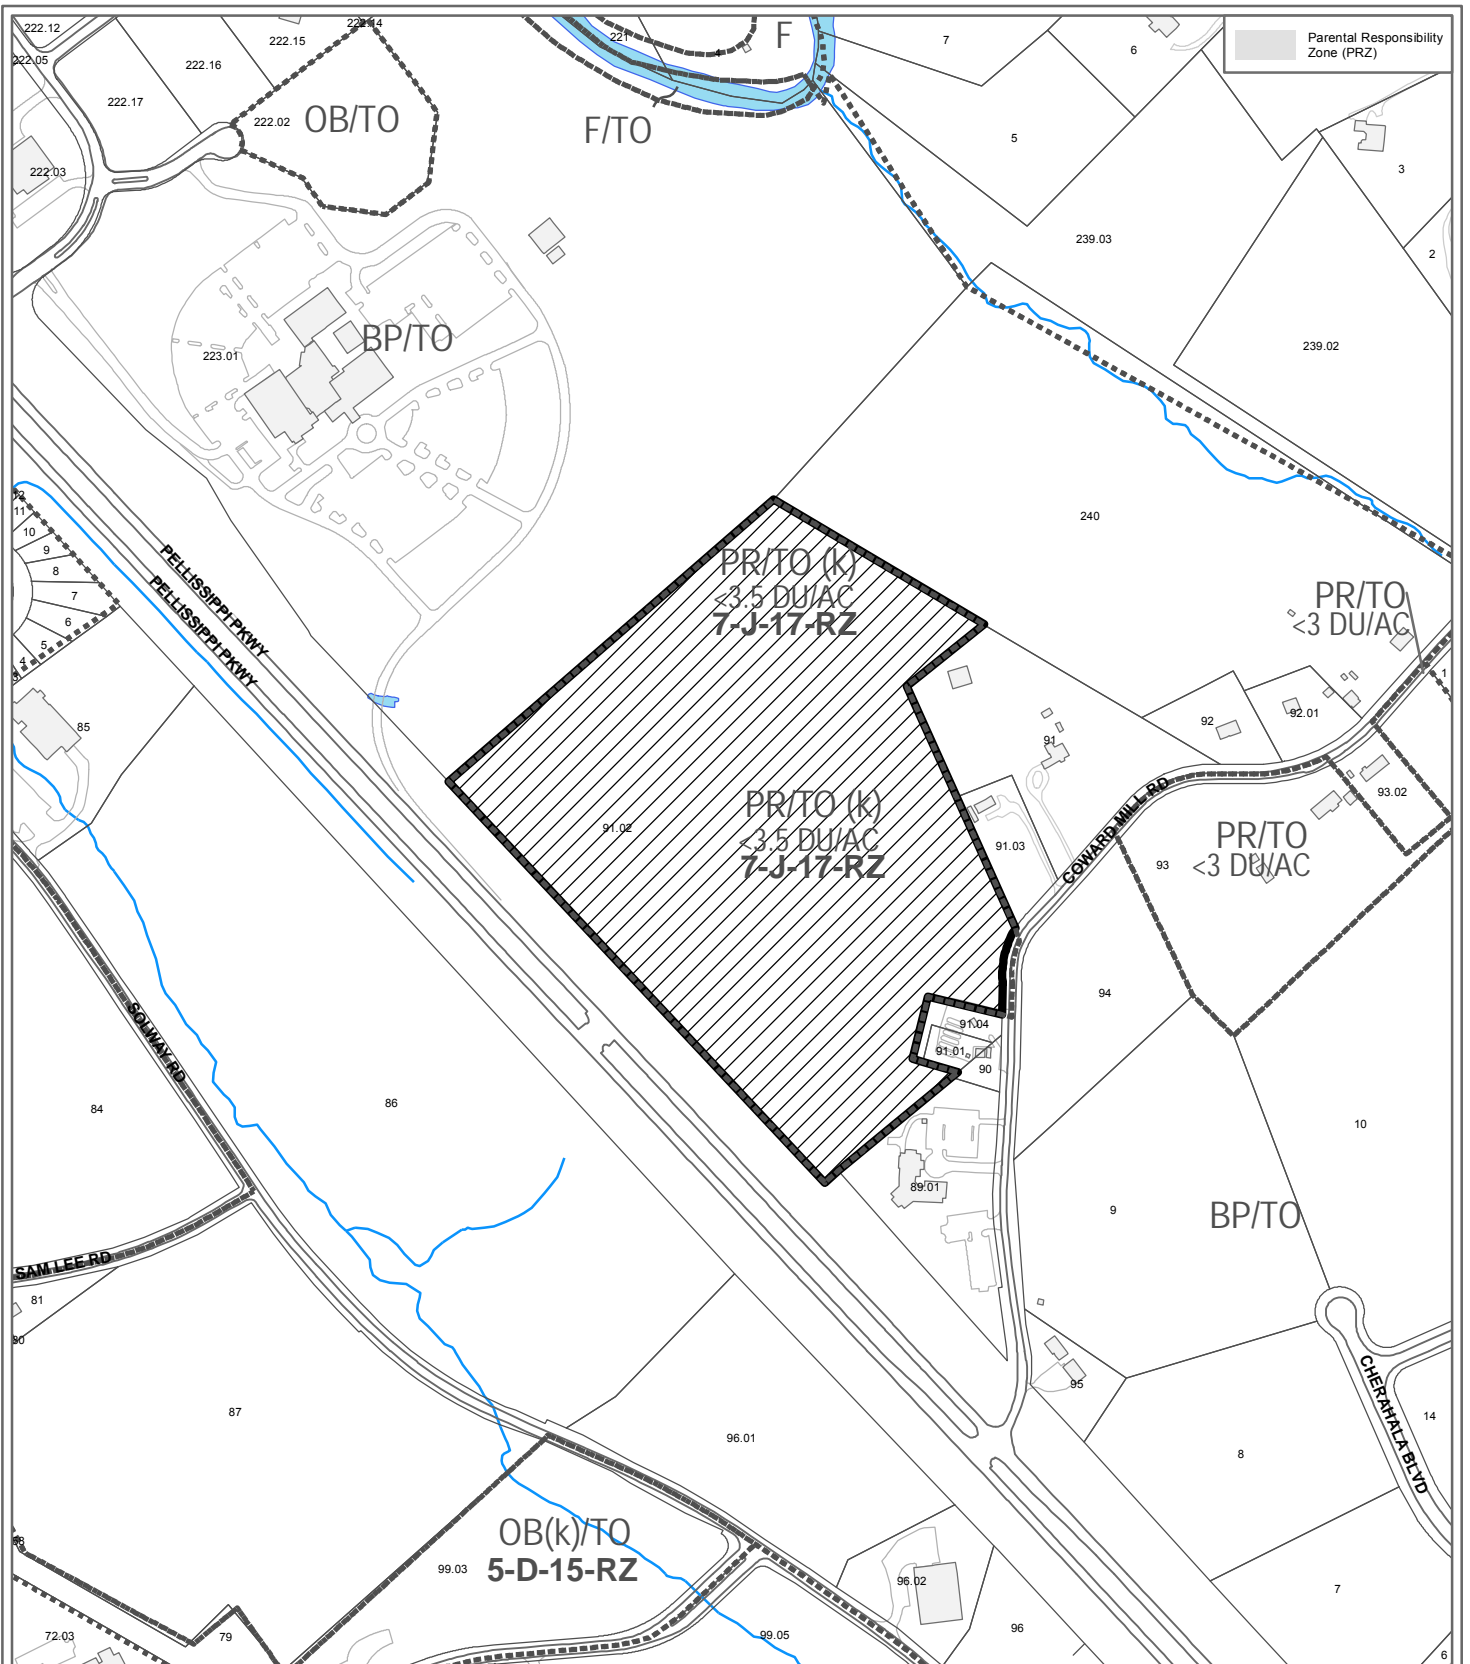 222.12
222.14
222.15
222.05
222.16
222.17
222.02
OB/TO
222.03
221
4
F
F/TO
7
6
Parental Responsibility
Zone (PRZ)
5
3
2
239.03
239.02
BP/TO
223.01
240
12
11
10
9
8
7
6
5
4
PELLISSIPPI PKWY
PELLISSIPPI PKWY
PR/TO (k)
<3.5 DU/AC
7-J-17-RZ
PR/TO
<3 DU/AC
1
85
92
92.01
91
91.02
PR/TO (k)
<3.5 DU/AC
7-J-17-RZ
91.03
COWARD MILL RD
93.02
93
PR/TO
<3 DU/AC
94
91.04
91.01
90
SOLWAY RD
84
86
10
89.01
9
BP/TO
SAM LEE RD
81
80
87
95
CHERAHALA BLVD
14
96.01
8
OB(k)/TO
5-D-15-RZ
99.03
96.02
7
72.03
79
99.05
96
6